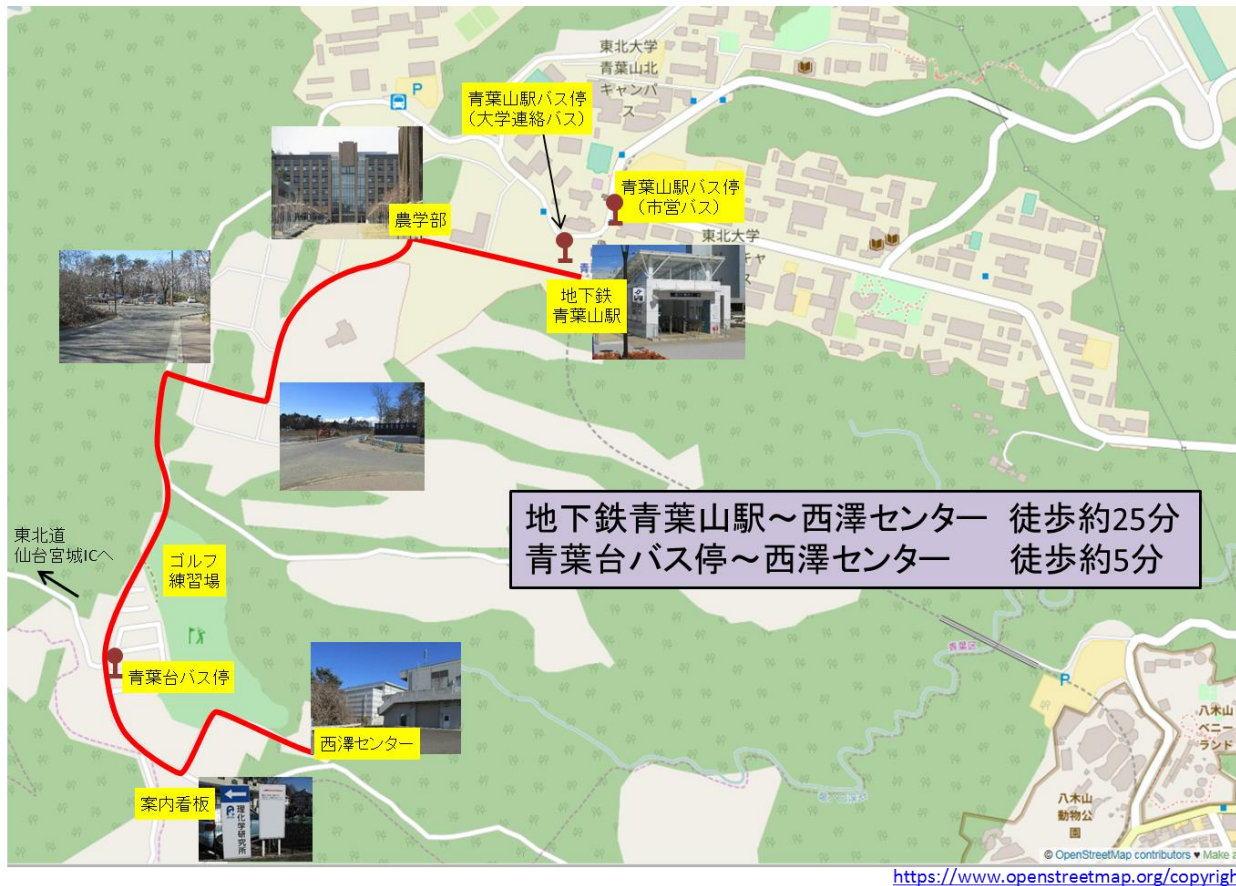 東北大学
青葉山北
キャンパ
ス
P
青葉山駅バス停
（大学連絡バス）
青葉山駅バス停
（市営バス）
農学部
東北大学
地下鉄
青葉山駅
地下鉄青葉山駅～西澤センター 徒歩約25分
青葉台バス停～西澤センター 徒歩約5分
東北道
仙台宮城ICへ
ゴルフ
練習場
青葉台バス停
青葉区
P
西澤センター
八木山
ベニー
ランド
案内看板
理化学研究所
八木山
動物公
園
© OpenStreetMap contributors ♥ Make a
https://www.openstreetmap.org/copyrigh